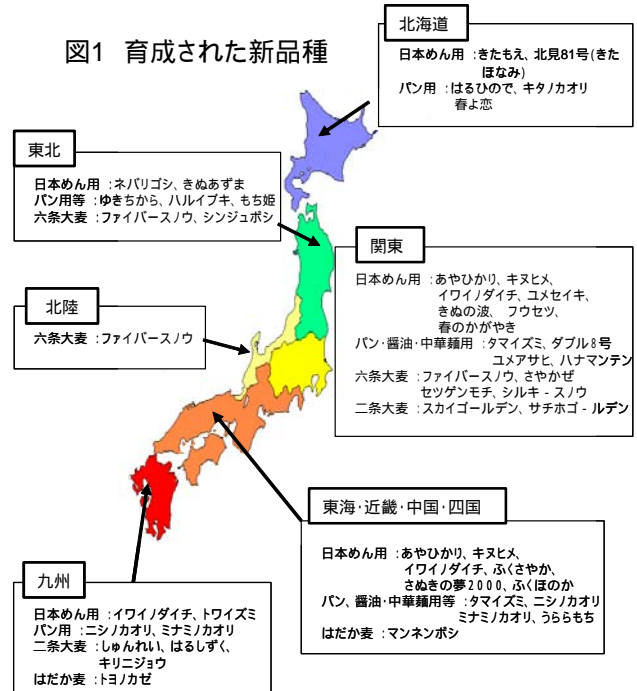 図1 育成された新品種
北海道
日本めん用 :きたもえ、北見81号(きた
ほなみ)
パン用 :はるひので、キタノカオリ
春よ恋
東北
日本めん用 :ネバリゴシ、きぬあずま
パン用等 :ゆきちから、ハルイブキ、もち姫
六条大麦 :ファイバースノウ、シンジュボシ
関東
日本めん用 :あやひかり、キヌヒメ、
イワイノダイチ、ユメセイキ、
きぬの波、 フウセツ、
春のかがやき
パン・醤油・中華麺用 :タマイズミ、ダブル8号
ユメアサヒ、ハナマンテン
六条大麦 :ファイバースノウ、さやかぜ
セツゲンモチ、シルキ-スノウ
二条大麦 :スカイゴールデン、サチホゴ-ルデン
北陸
六条大麦 :ファイバースノウ
東海・近畿・中国・四国
日本めん用 :あやひかり、キヌヒメ、
イワイノダイチ、ふくさやか、
さぬきの夢2000、ふくほのか
パン、醤油・中華麺用等 :タマイズミ、ニシノカオリ
ミナミノカオリ、うららもち
はだか麦 :マンネンボシ
九州
日本めん用 :イワイノダイチ、トワイズミ
パン用 :ニシノカオリ、ミナミノカオリ
二条大麦 :しゅんれい、はるしずく、
キリニジョウ
はだか麦 :トヨノカゼ